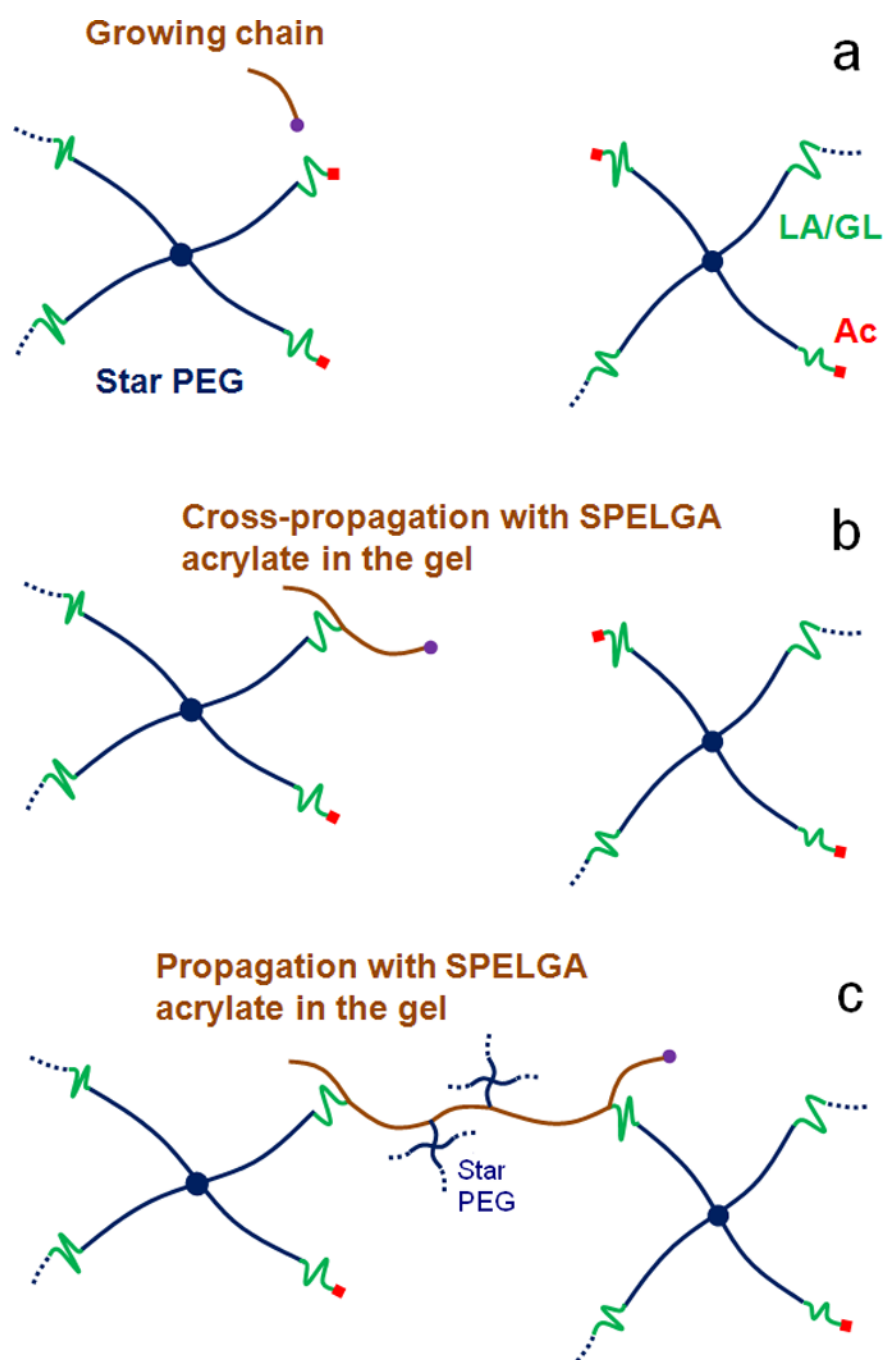 Growing chain
a
LA/GL
Ac
Star PEG
Cross-propagation with SPELGA
acrylate in the gel
b
Propagation with SPELGA
acrylate in the gel
c
Star
PEG